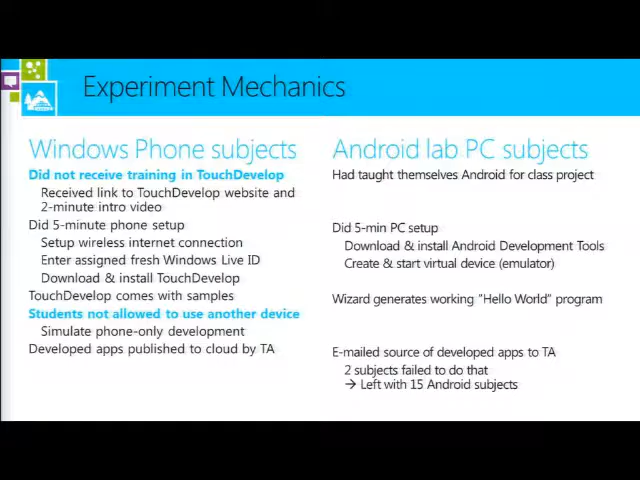 Experiment Mechanics
Windows Phone subjects
Did not receive training in TouchDevelop
Received link to TouchDevelop website and
2-minute intro video
Did 5-minute phone setup
Setup wireless internet connection
Enter assigned fresh Windows Live ID
Download & install TouchDevelop
TouchDevelop comes with samples
Students not allowed to use another device
Simulate phone-only development
Developed apps published to cloud by TA
Android lab PC subjects
Had taught themselves Android for class project
Did 5-min PC setup
Download & install Android Development Tools
Create & start virtual device (emulator)
Wizard generates working "Hello World" program
E-mailed source of developed apps to TA
2 subjects failed to do that
→ Left with 15 Android subjects